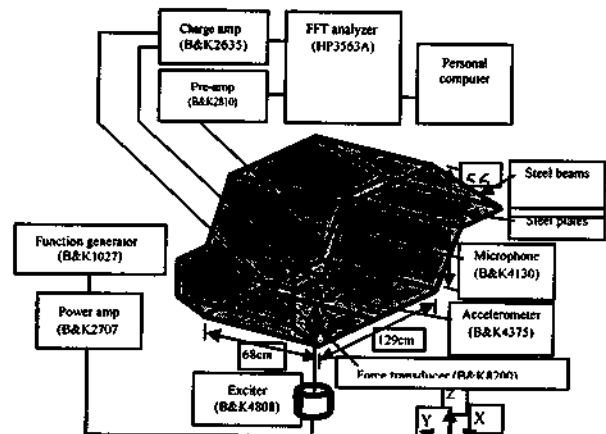 Charge amp
(B&K2635)
FFT analyzer
(HP3563A)
Personal
computer
Pre-amp
(B&K2810)
56
Steel beams
Steel plates
Function generator
(B&K1027)
Microphone
(B&K4130)
Power amp
(B&K2707
Accelerometer
(B&K4375)
68cm
129cm
Force transducer (B&K8200)
Exciter
(B&K4808)
Z
Y
X